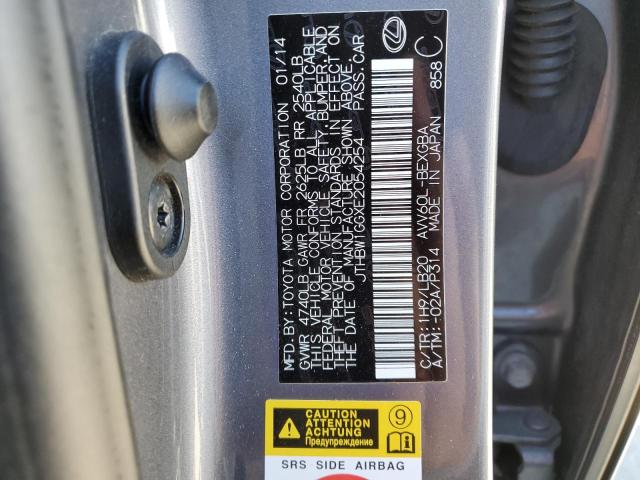 MFD. BY: TOYOTA MOTOR CORPORATION 01/14
GVWR 4740LB GAWR FR 2625LB RR 2540LB
THIS VEHICLE CONFORMS TO ALL APPLICABLE
FEDERAL MOTOR VEHICLE SAFETY, BUMPER, AND
THEFT PREVENTION STANDARDS IN EFFECT ON
THE DATE OF MANUFACTURE SHOWN ABOVE.
JTHBW1GGXE2054254 PASS. CAR
C/TR: 1H9/LB20 AVV60L-BEXGBA
A/TM: -02A/P314 MADE IN JAPAN 858 C
CAUTION
ATTENTION
ACHTUNG
Предупреждение
9
SRS SIDE AIRBAG